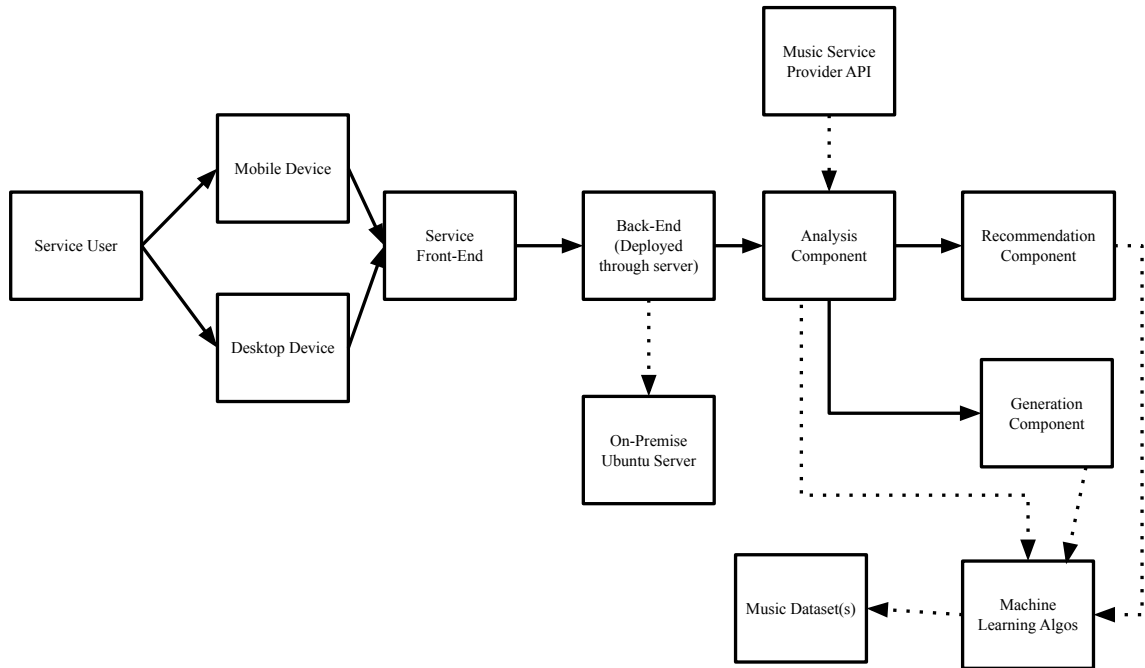 Music Service
Provider API
Mobile Device
Service User
Service
Front-End
Back-End
(Deployed
through server)
Analysis
Component
Recommendation
Component
Desktop Device
Generation
Component
On-Premise
Ubuntu Server
Music Dataset(s)
Machine
Learning Algos